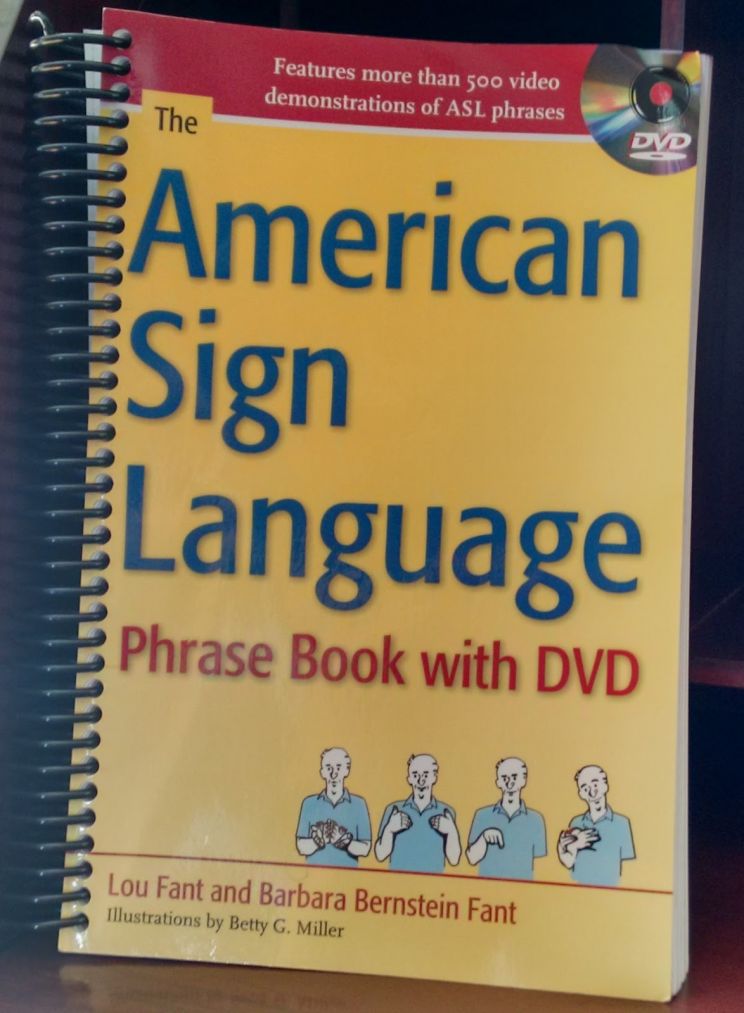 Features more than 500 video
demonstrations of ASL phrases
DVD
The
American
Sign
Language
Phrase Book with DVD
Lou Fant and Barbara Bernstein Fant
Illustrations by Betty G. Miller